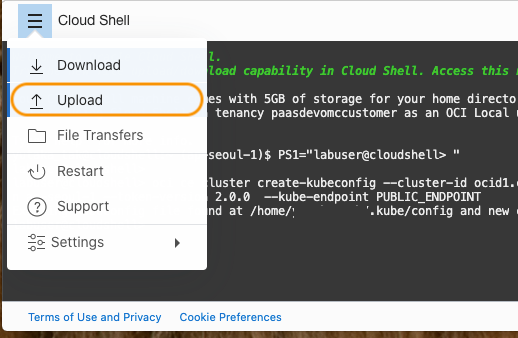 Cloud Shell
Download
Upload
File Transfers
Restart
Support
Settings
l.
load capability in Cloud Shell. Access this
es with 5GB of storage for your home directo
tenancy paasdevomccustomer as an OCI Local
-seoul-1)$ PS1="labuser@cloudshell> "
cluster create-kubeconfig --cluster-id ocid1.
2.0.0 --kube-endpoint PUBLIC_ENDPOINT
und at /home/ .kube/config and new
Terms of Use and Privacy Cookie Preferences